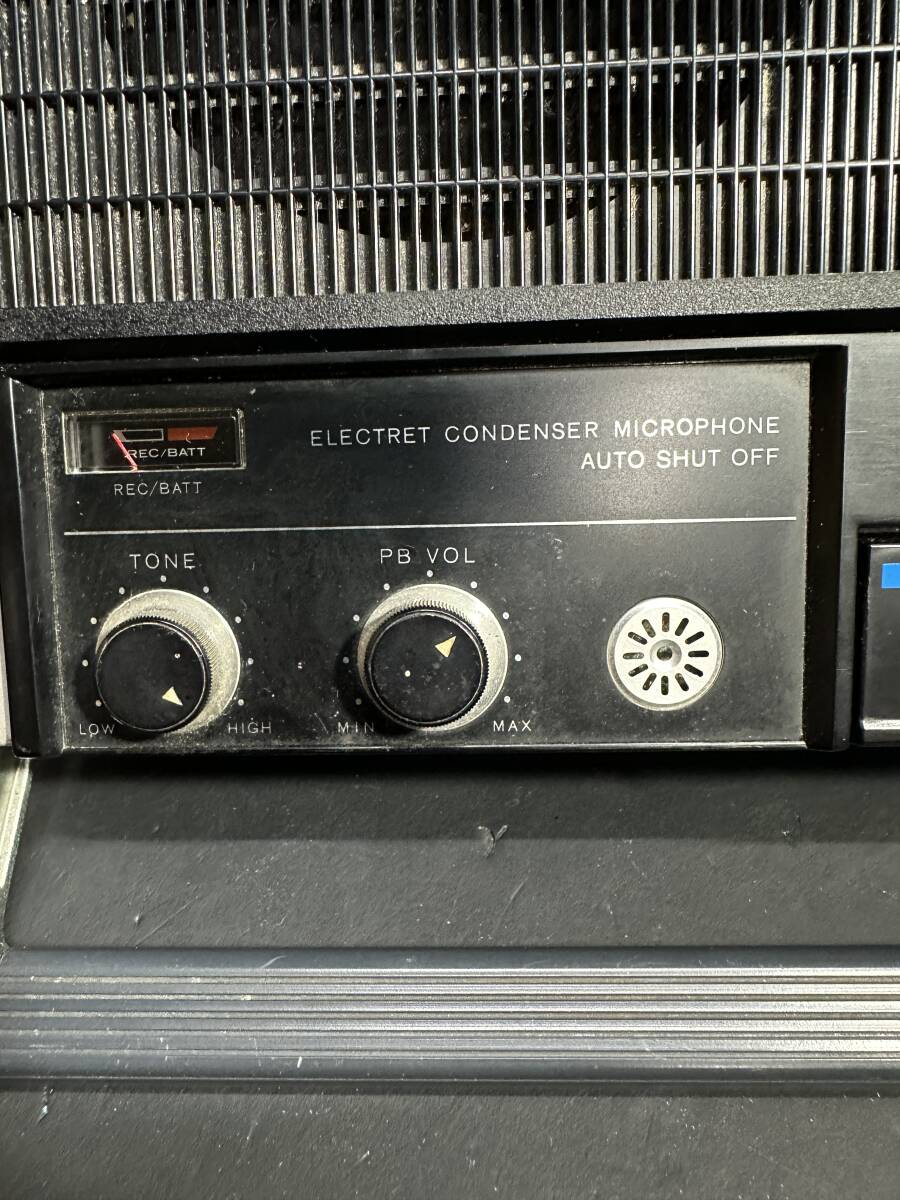 ELECTRET CONDENSER MICROPHONE
AUTO SHUT OFF
REC/BATT
REC/BATT
TONE
PB VOL
LOW
HIGH
MIN
MAX